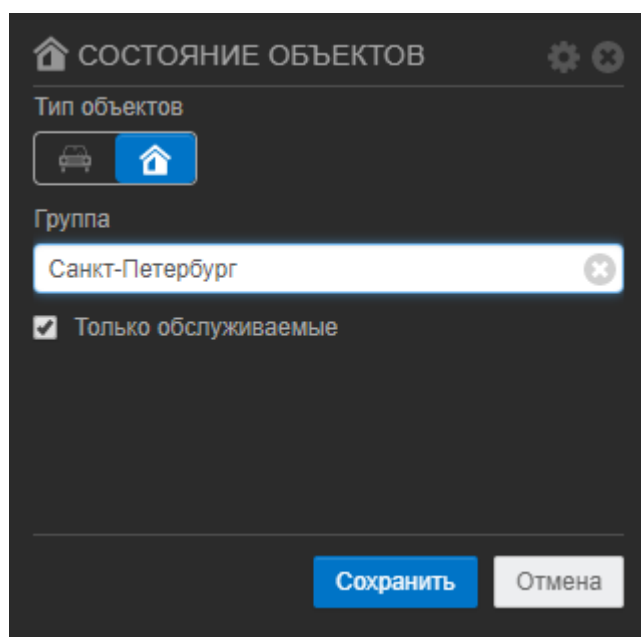 СОСТОЯНИЕ ОБЪЕКТОВ
Тип объектов
Группа
Санкт-Петербург
Только обслуживаемые
Сохранить Отмена